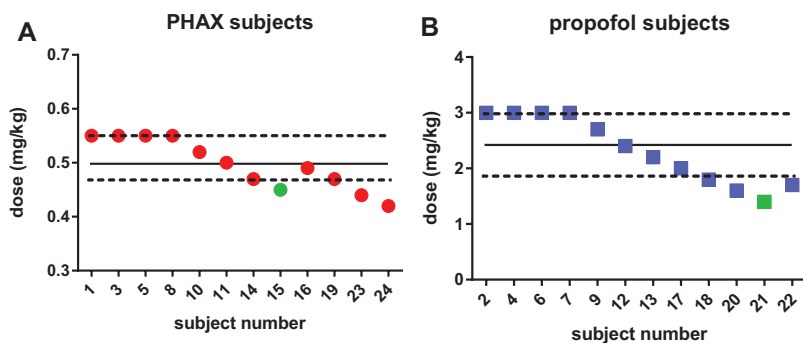 A
PHAX subjects
dose (mg/kg)
0.7
0.6
0.5
0.4
0.3
1 3 5 8 10 11 14 15 16 19 23 24
subject number
B
propofol subjects
dose (mg/kg)
4
3
2
1
0
2 4 6 7 9 12 13 17 18 20 21 22
subject number